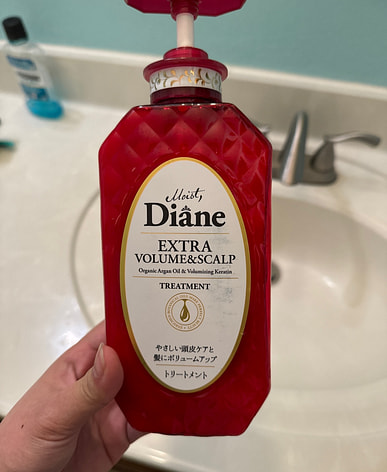 Moist,
Diane
EXTRA
VOLUME&SCALP
Organic Argan Oil & Volumizing Keratin
TREATMENT
やさしい頭皮ケアと
髪にボリュームアップ
トリートメント